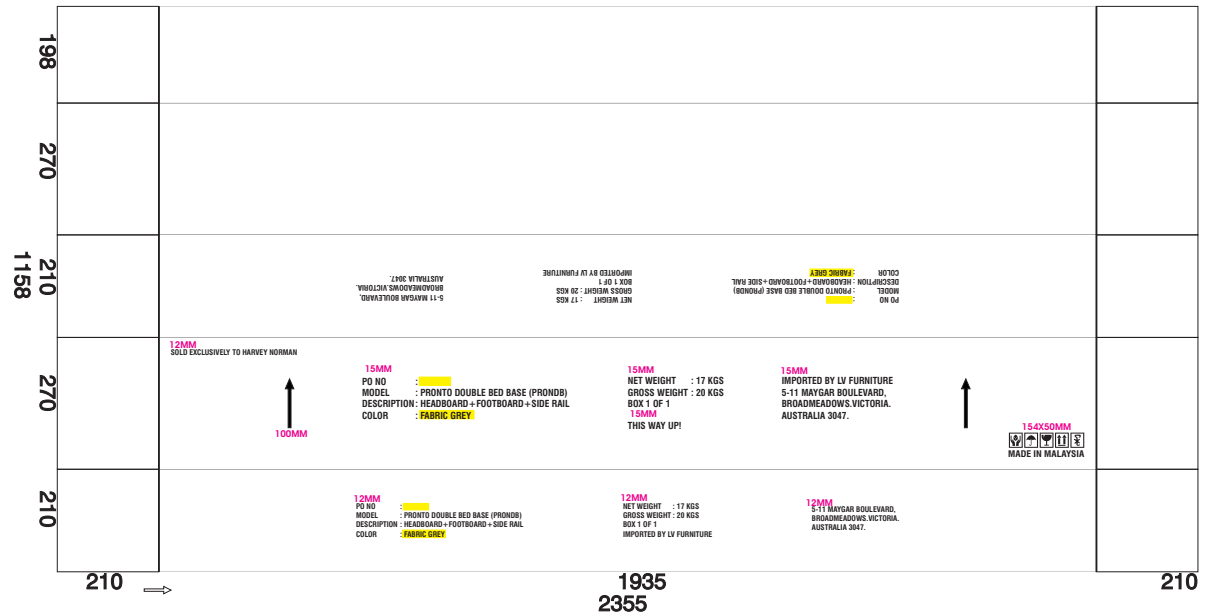 198
270
210
1158
270
210
COLOR : FABRIC GREY
DESCRIPTION : HEADBOARD+FOOTBOARD+SIDE RAIL
MODEL : PRONTO DOUBLE BED BASE (PRONDB)
PO NO :
IMPORTED BY LV FURNITURE
BOX 1 OF 1
GROSS WEIGHT : 20 KGS
NET WEIGHT : 17 KGS
AUSTRALIA 3047.
BROADMEADOWS.VICTORIA.
5-11 MAYGAR BOULEVARD,
12MM
SOLD EXCLUSIVELY TO HARVEY NORMAN
100MM
15MM
PO NO :
MODEL : PRONTO DOUBLE BED BASE (PRONDB)
DESCRIPTION : HEADBOARD+FOOTBOARD+SIDE RAIL
COLOR : FABRIC GREY
15MM
NET WEIGHT : 17 KGS
GROSS WEIGHT : 20 KGS
BOX 1 OF 1
15MM
THIS WAY UP!
15MM
IMPORTED BY LV FURNITURE
5-11 MAYGAR BOULEVARD,
BROADMEADOWS.VICTORIA.
AUSTRALIA 3047.
154X50MM
MADE IN MALAYSIA
12MM
PO NO :
MODEL : PRONTO DOUBLE BED BASE (PRONDB)
DESCRIPTION : HEADBOARD+FOOTBOARD+SIDE RAIL
COLOR : FABRIC GREY
12MM
NET WEIGHT : 17 KGS
GROSS WEIGHT : 20 KGS
BOX 1 OF 1
IMPORTED BY LV FURNITURE
12MM
5-11 MAYGAR BOULEVARD,
BROADMEADOWS.VICTORIA.
AUSTRALIA 3047.
210
1935
210
2355